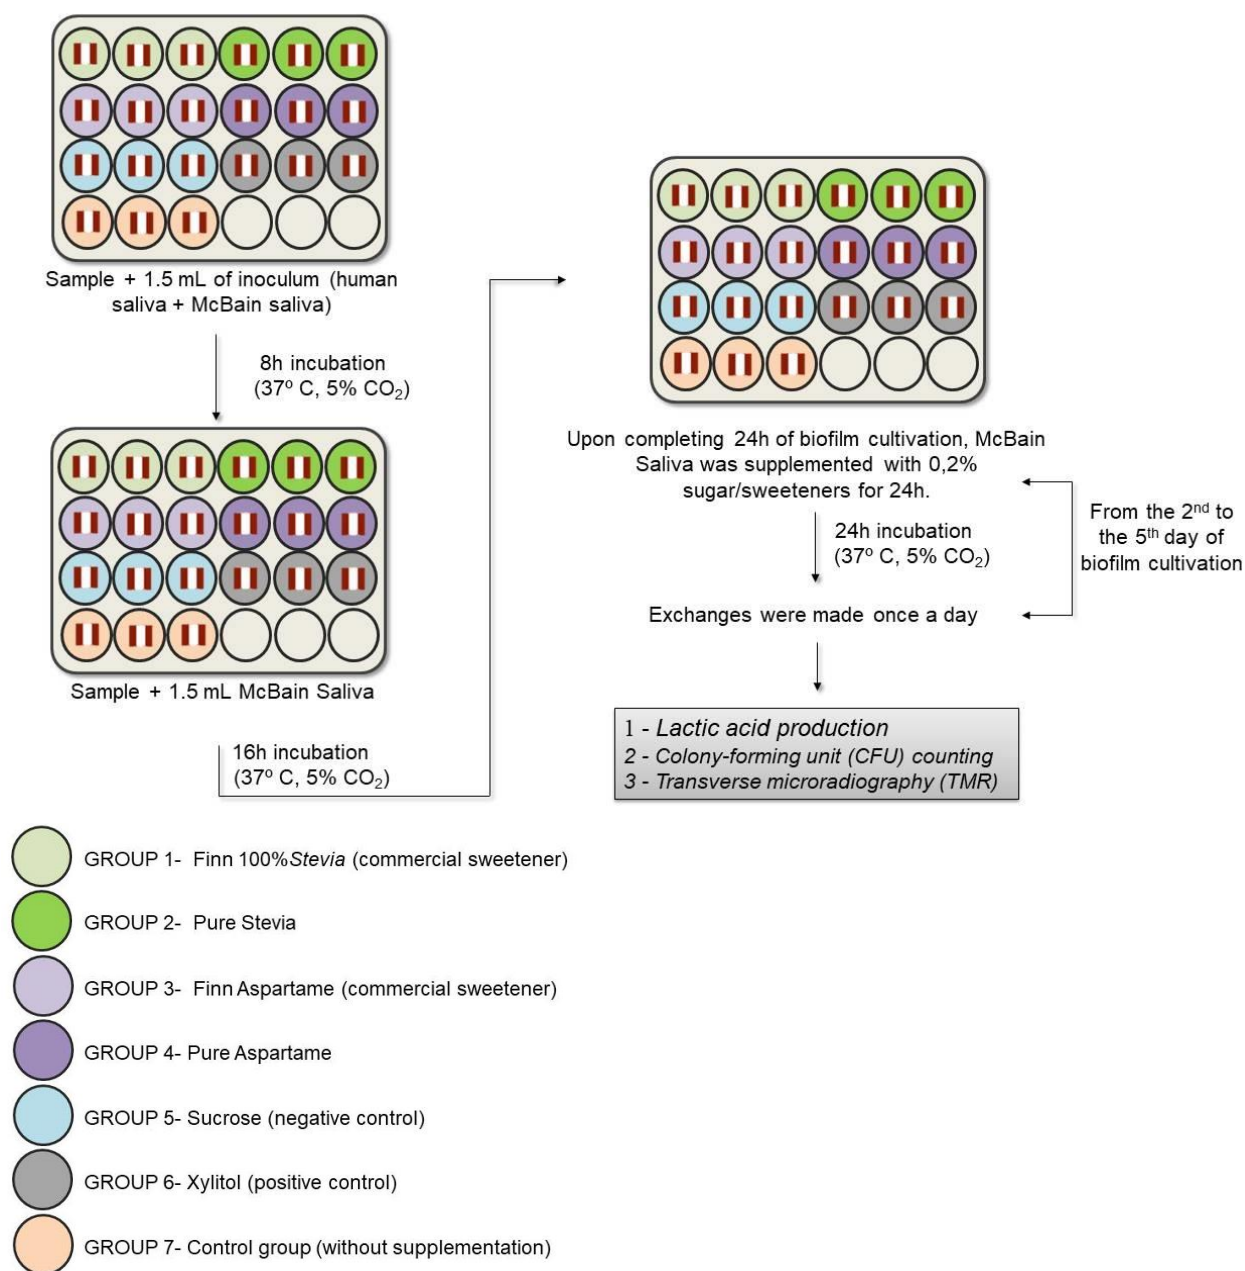 Sample + 1.5 mL of inoculum (human
saliva + McBain saliva)
8h incubation
(37º C, 5% CO₂)
Sample + 1.5 mL McBain Saliva
16h incubation
(37º C, 5% CO₂)
Upon completing 24h of biofilm cultivation, McBain
Saliva was supplemented with 0,2%
sugar/sweeteners for 24h.
24h incubation
(37º C, 5% CO₂)
From the 2nd to
the 5th day of
biofilm cultivation
Exchanges were made once a day
1 - Lactic acid production
2 - Colony-forming unit (CFU) counting
3 - Transverse microradiography (TMR)
GROUP 1- Finn 100%Stevia (commercial sweetener)
GROUP 2- Pure Stevia
GROUP 3- Finn Aspartame (commercial sweetener)
GROUP 4- Pure Aspartame
GROUP 5- Sucrose (negative control)
GROUP 6- Xylitol (positive control)
GROUP 7- Control group (without supplementation)